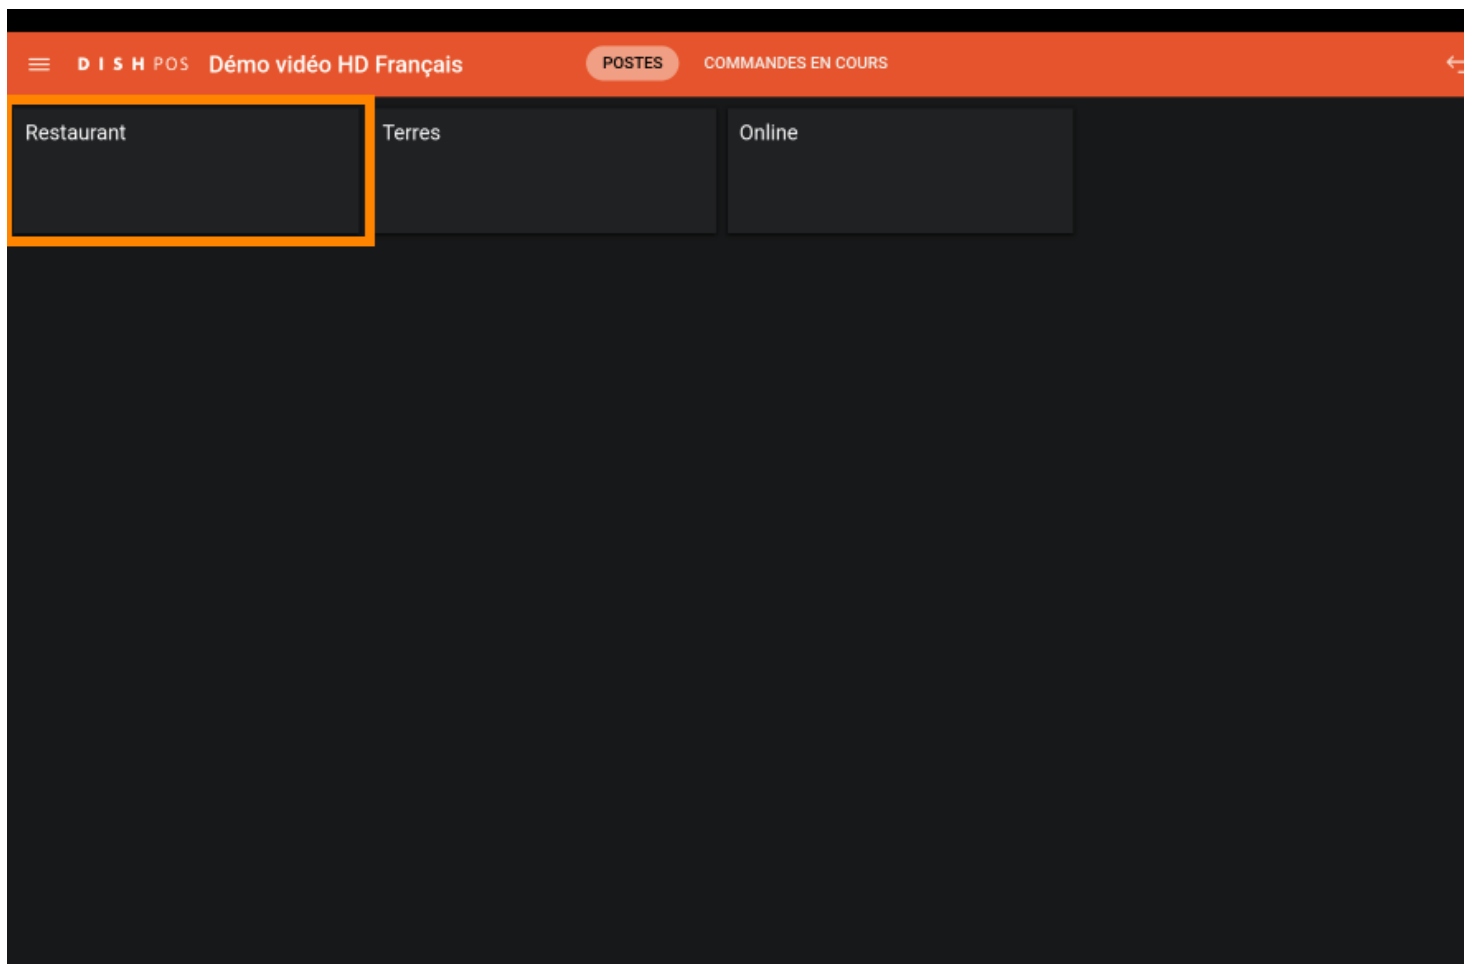 DISH POS Démo vidéo HD Français POSTES COMMANDES EN COURS
Restaurant Terres Online